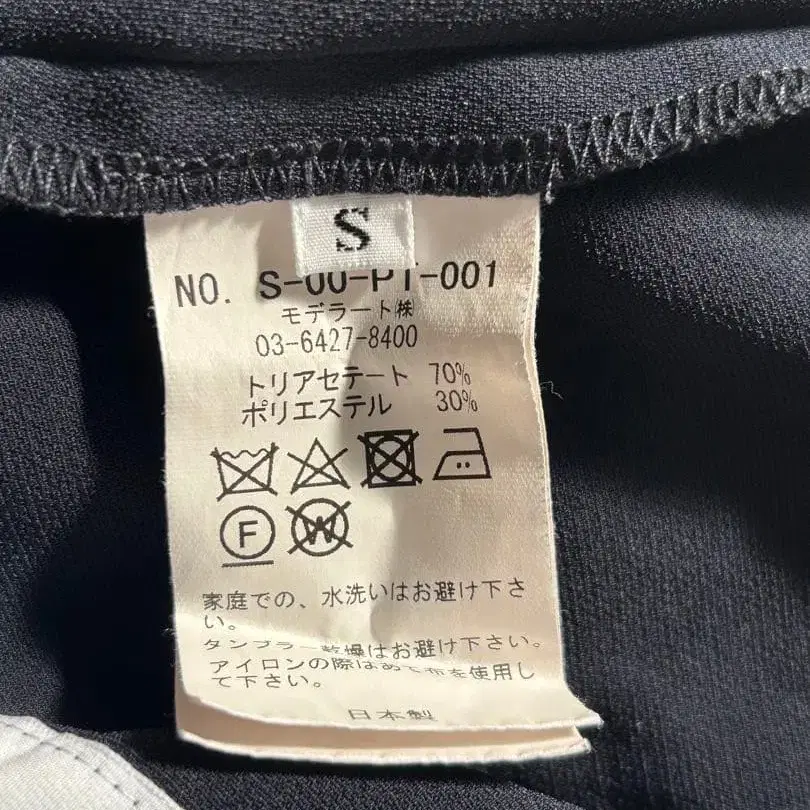 S
NO. S-00-PT-001
モデラート㈱
03-6427-8400
トリアセテート 70%
ポリエステル 30%
F
W
家庭での、水洗いはお避け下さ
い。
タンブラー乾燥はお避け下さい。
アイロンの際はあて布を使用し
て下さい。
日本製